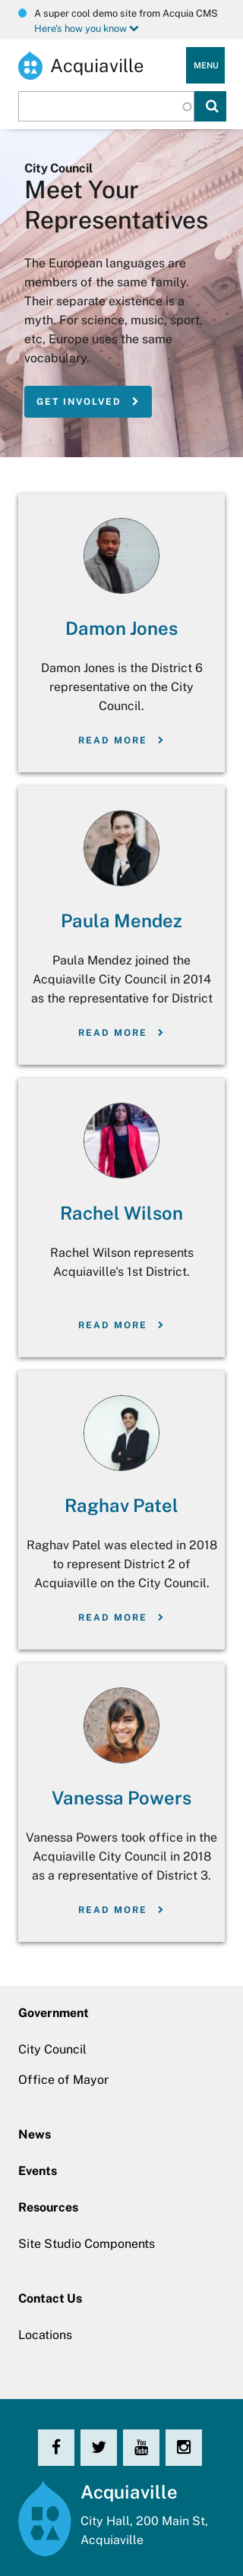 A super cool demo site from Acquia CMS
Here's how you know
Acquiaville
MENU
City Council
Meet Your
Representatives
The European languages are
members of the same family.
Their separate existence is a
myth. For science, music, sport,
etc, Europe uses the same
vocabulary.
GET INVOLVED
Damon Jones
Damon Jones is the District 6
representative on the City
Council.
READ MORE
Paula Mendez
Paula Mendez joined the
Acquiaville City Council in 2014
as the representative for District
READ MORE
Rachel Wilson
Rachel Wilson represents
Acquiaville's 1st District.
READ MORE
Raghav Patel
Raghav Patel was elected in 2018
to represent District 2 of
Acquiaville on the City Council.
READ MORE
Vanessa Powers
Vanessa Powers took office in the
Acquiaville City Council in 2018
as a representative of District 3.
READ MORE
Government
City Council
Office of Mayor
News
Events
Resources
Site Studio Components
Contact Us
Locations
You
Tube
Acquiaville
City Hall, 200 Main St,
Acquiaville